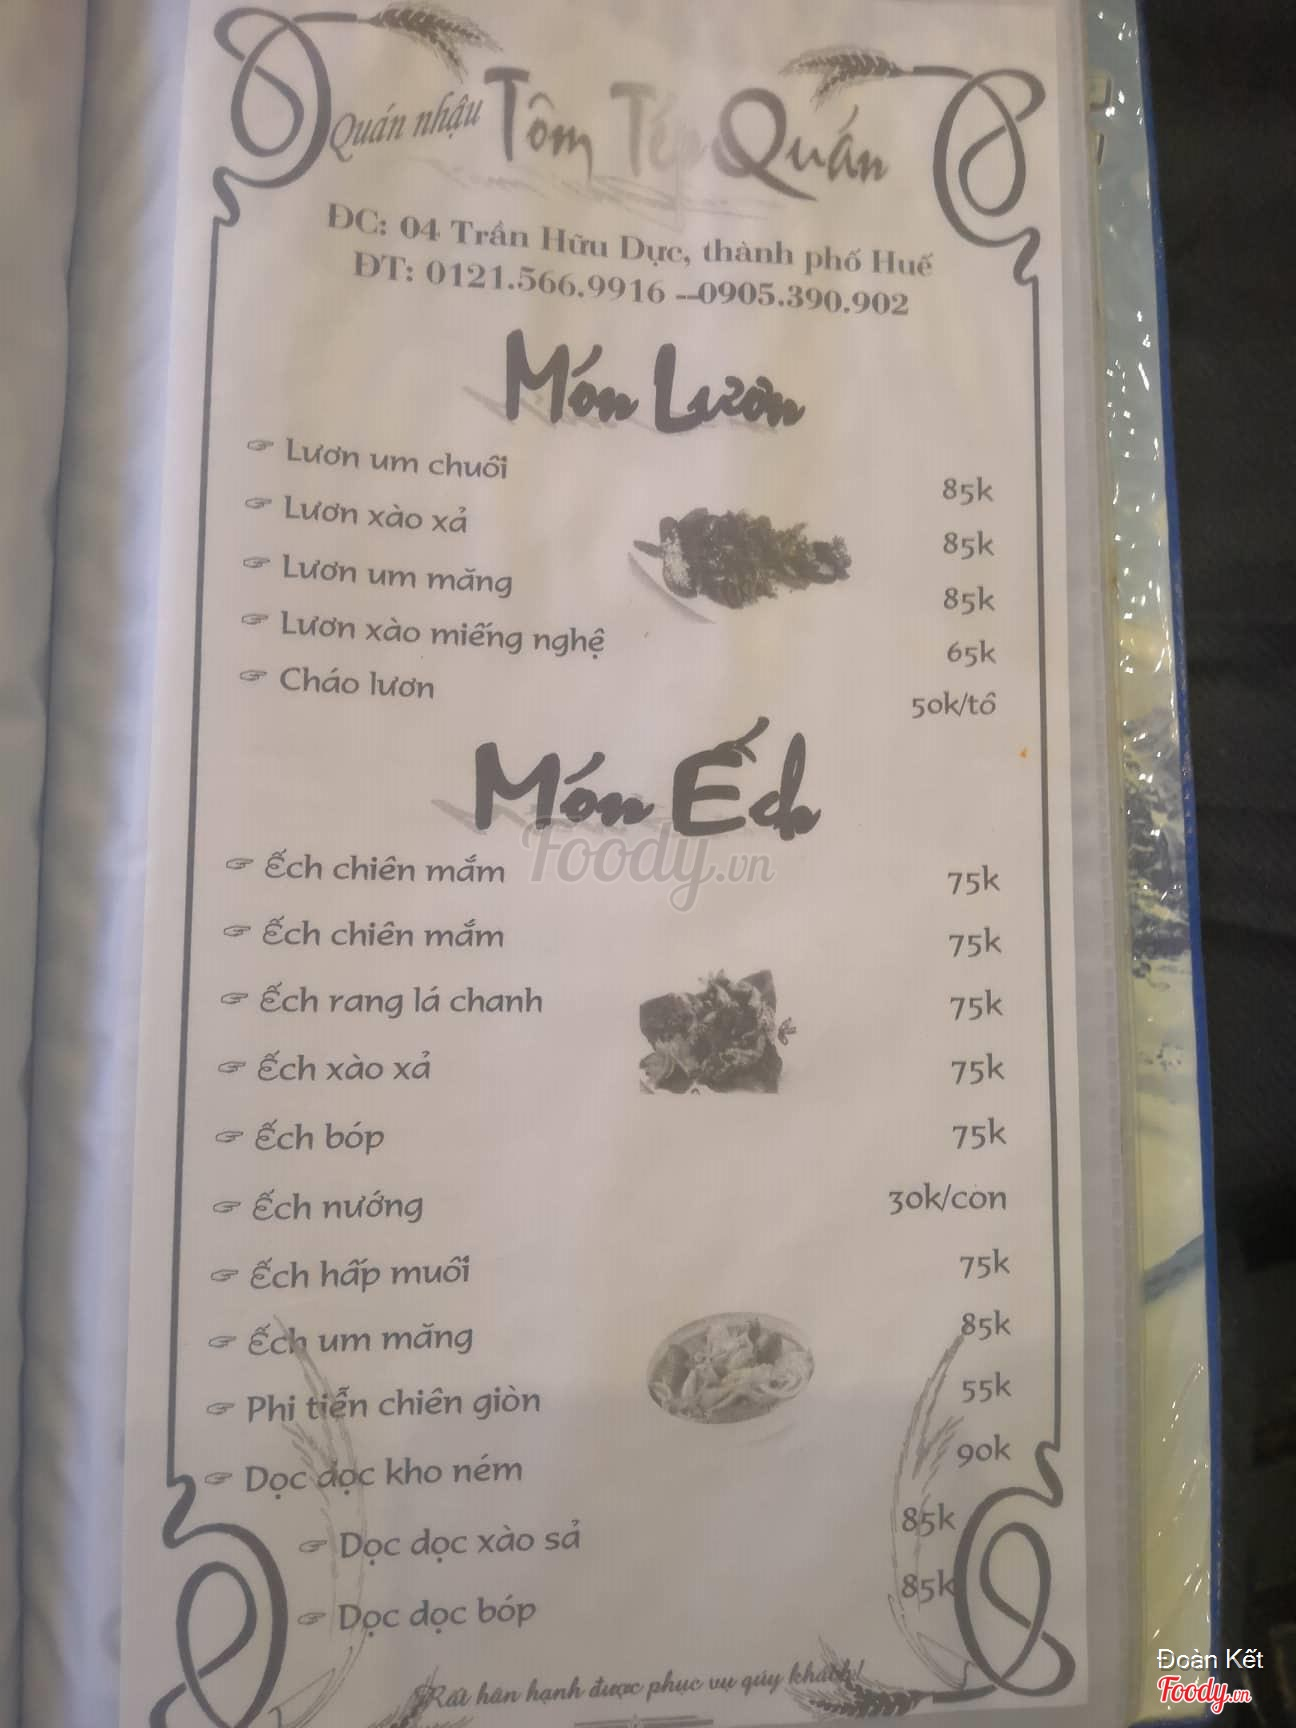 Quán nhậu Tôm Tép Quán
ĐC: 04 Trần Hữu Dực, thành phố Huế
ĐT: 0121.566.9916 --0905.390.902
Món Lươn
Lươn um chuối 85k
Lươn xào xả 85k
Lươn um măng 85k
Lươn xào miếng nghệ 65k
Cháo lươn 50k/tô
Món Ếch
Foody.vn
Ếch chiên mắm 75k
Ếch chiên mắm 75k
Ếch rang lá chanh 75k
Ếch xào xả 75k
Ếch bóp 75k
Ếch nướng 30k/con
Ếch hấp muối 75k
Ếch um măng 85k
Phi tiễn chiên giòn 55k
Dọc dọc kho ném 90k
Dọc dọc xào sả 85k
Dọc dọc bóp 85k
Rất hân hạnh được phục vụ qúy khách!
Đoàn Kết
Foody.vn